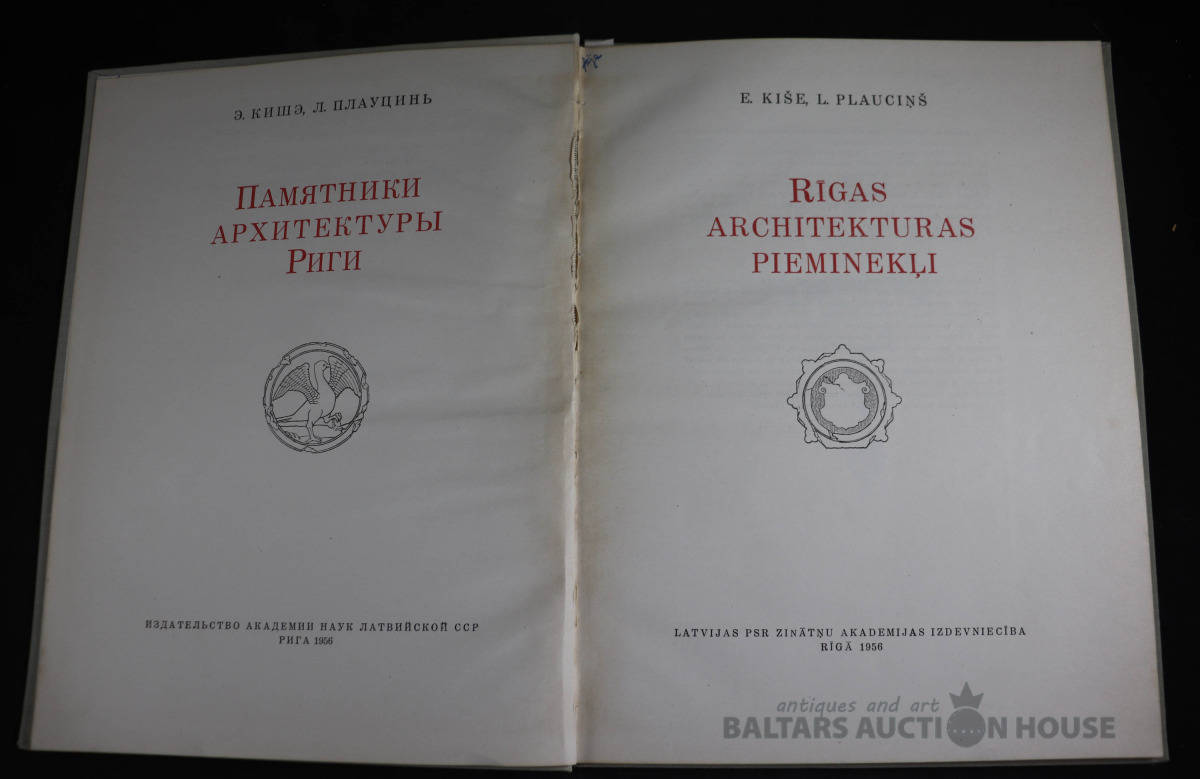 Э. КИШЭ, Л. ПЛАУЦИНЬ
ПАМЯТНИКИ
АРХИТЕКТУРЫ
РИГИ
ИЗДАТЕЛЬСТВО АКАДЕМИИ НАУК ЛАТВИЙСКОЙ ССР
РИГА 1956
E. KIŠE, L. PLAUCIŅŠ
RĪGAS
ARCHITEKTURAS
PIEMINEKĻI
LATVIJAS PSR ZINĀTŅU AKADEMIJAS IZDEVNIECĪBA
RĪGĀ 1956
antiques and art
BALTARS AUCTION HOUSE